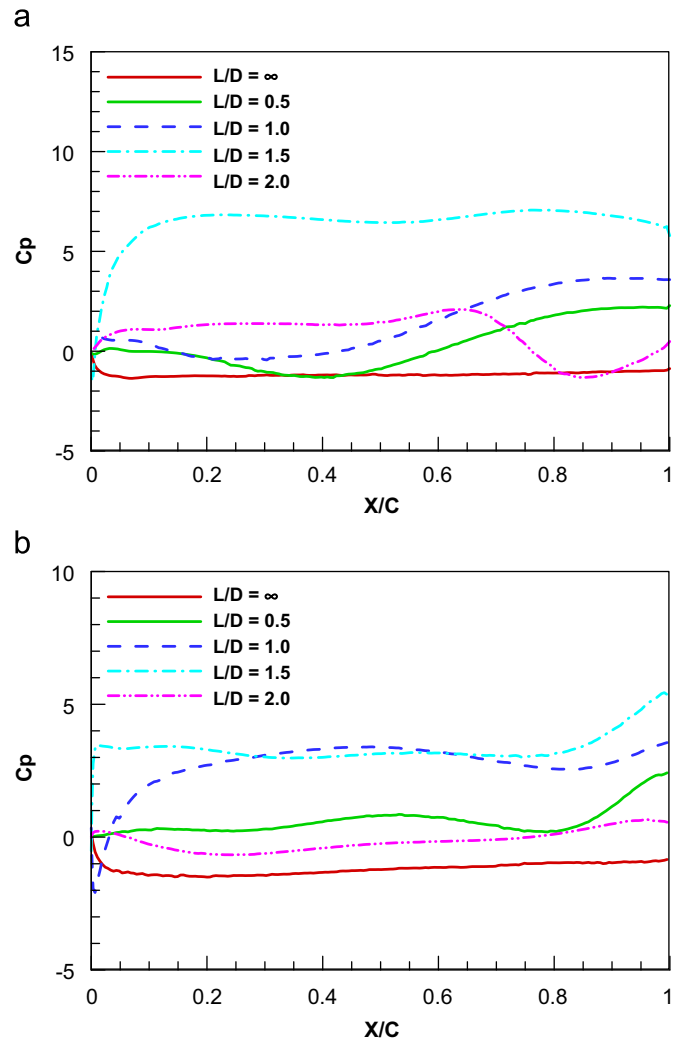 a
15
10
5
0
-5
Cp
L/D = ∞
L/D = 0.5
L/D = 1.0
L/D = 1.5
L/D = 2.0
0 0.2 0.4 0.6 0.8 1
X/C
b
10
5
0
-5
Cp
L/D = ∞
L/D = 0.5
L/D = 1.0
L/D = 1.5
L/D = 2.0
0 0.2 0.4 0.6 0.8 1
X/C